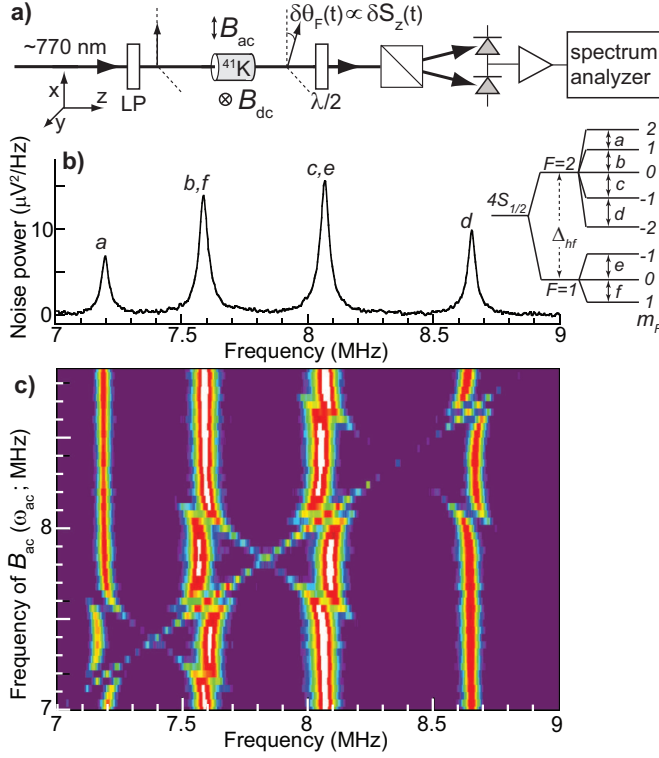 a)
B_ac
δθ_F(t) ∝ δS_z(t)
~770 nm
⁴¹K
spectrum
analyzer
x
z
y
LP
⊗ B_dc
λ/2
b)
Noise power (µV²/Hz)
10
0
a
b,f
c,e
d
7
7.5
8
8.5
9
Frequency (MHz)
4S_1/2
F=2
F=1
Δ_hf
a
b
c
d
e
f
2
1
0
-1
-2
-1
0
1
m_F
c)
Frequency of B_ac (ω_ac ; MHz)
8
7
7
7.5
8
8.5
9
Frequency (MHz)